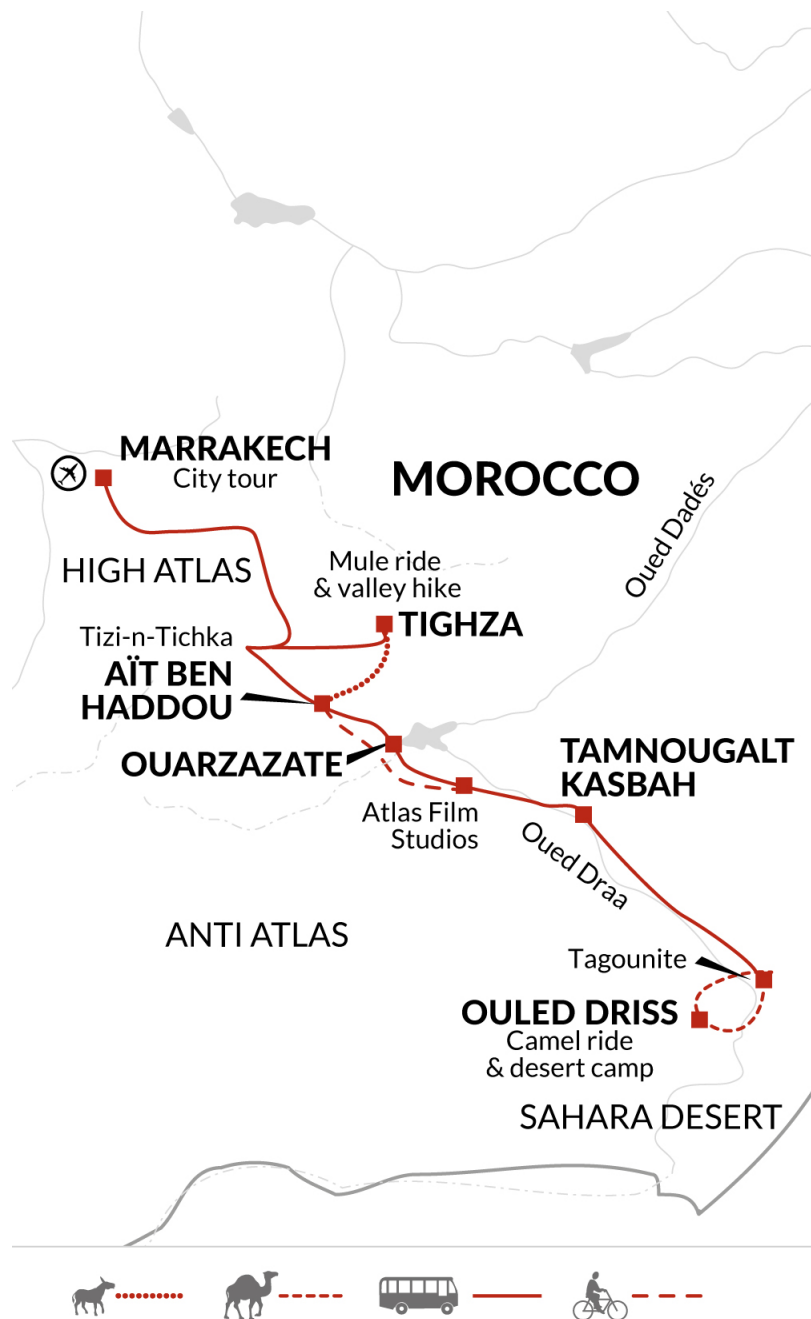 MARRAKECH
City tour
MOROCCO
Oued Dadés
HIGH ATLAS
Mule ride
& valley hike
TIGHZA
Tizi-n-Tichka
AÏT BEN
HADDOU
OUARZAZATE
TAMNOUGALT
KASBAH
Atlas Film
Studios
Oued Draa
ANTI ATLAS
Tagounite
OULED DRISS
Camel ride
& desert camp
SAHARA DESERT